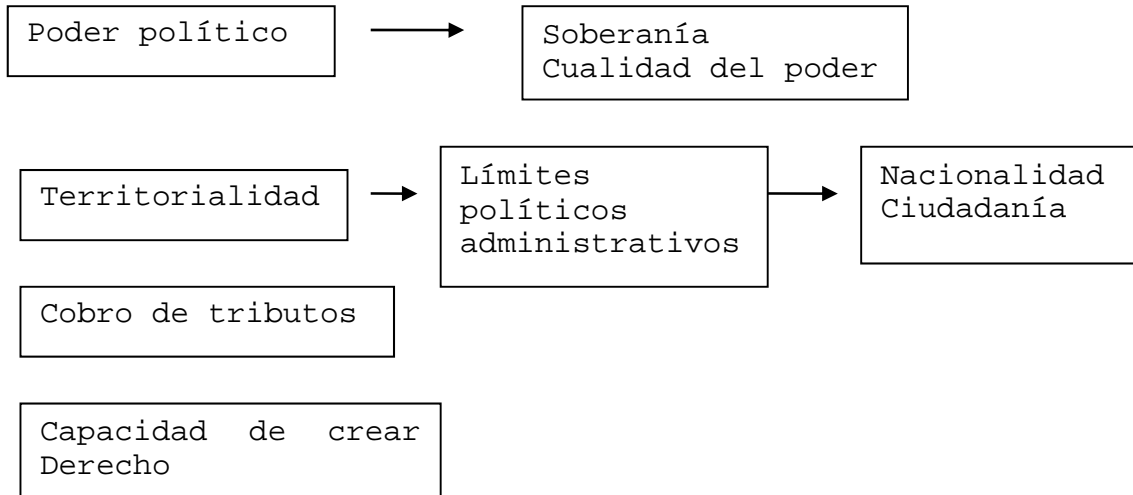 Poder político
Soberanía
Cualidad del poder
Territorialidad
Límites
políticos
administrativos
Nacionalidad
Ciudadanía
Cobro de tributos
Capacidad de crear
Derecho